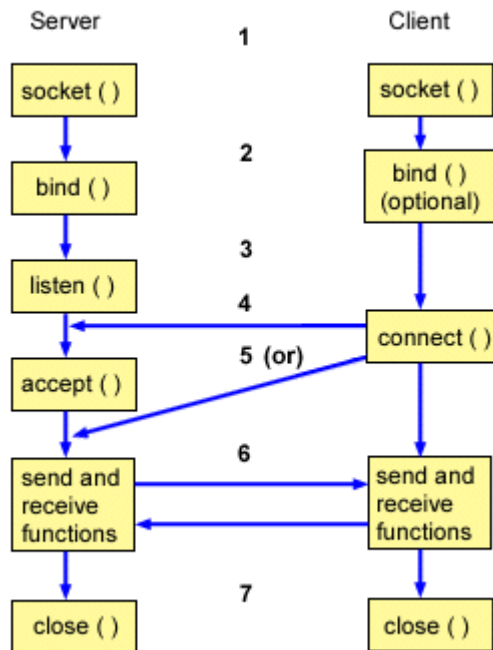 Server
1
Client
socket ( )
socket ( )
2
bind ( )
bind ( )
(optional)
3
listen ( )
4
connect ( )
5 (or)
accept ( )
6
send and
receive
functions
send and
receive
functions
7
close ( )
close ( )